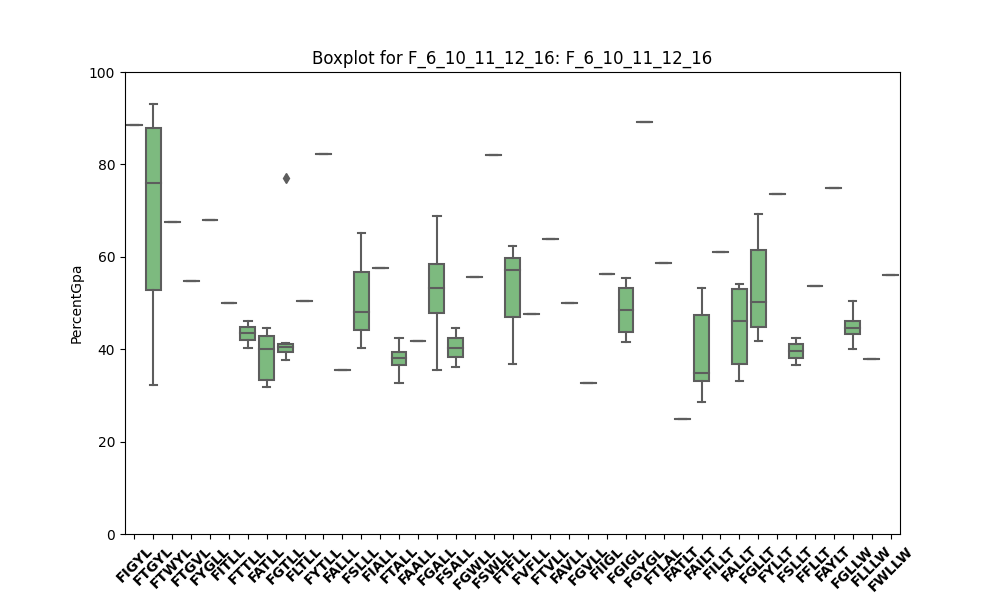 Boxplot for F_6_10_11_12_16: F_6_10_11_12_16
PercentGpa
100
80
60
40
20
0
FIGYL
FTGYL
FTWYL
FTGVL
FYGLL
FITLL
FTTLL
FATLL
FGTLL
FLTLL
FYTLL
FALLL
FSLLL
FIALL
FTALL
FAALL
FGALL
FSALL
FGWLL
FSWLL
FTFLL
FVFLL
FTVLL
FAVLL
FGVLL
FIIGL
FGIGL
FGYGL
FTLAL
FATLT
FAILT
FILLT
FALLT
FGLLT
FYLLT
FSLLT
FFLLT
FAYLT
FGLLW
FLLLW
FWLLW